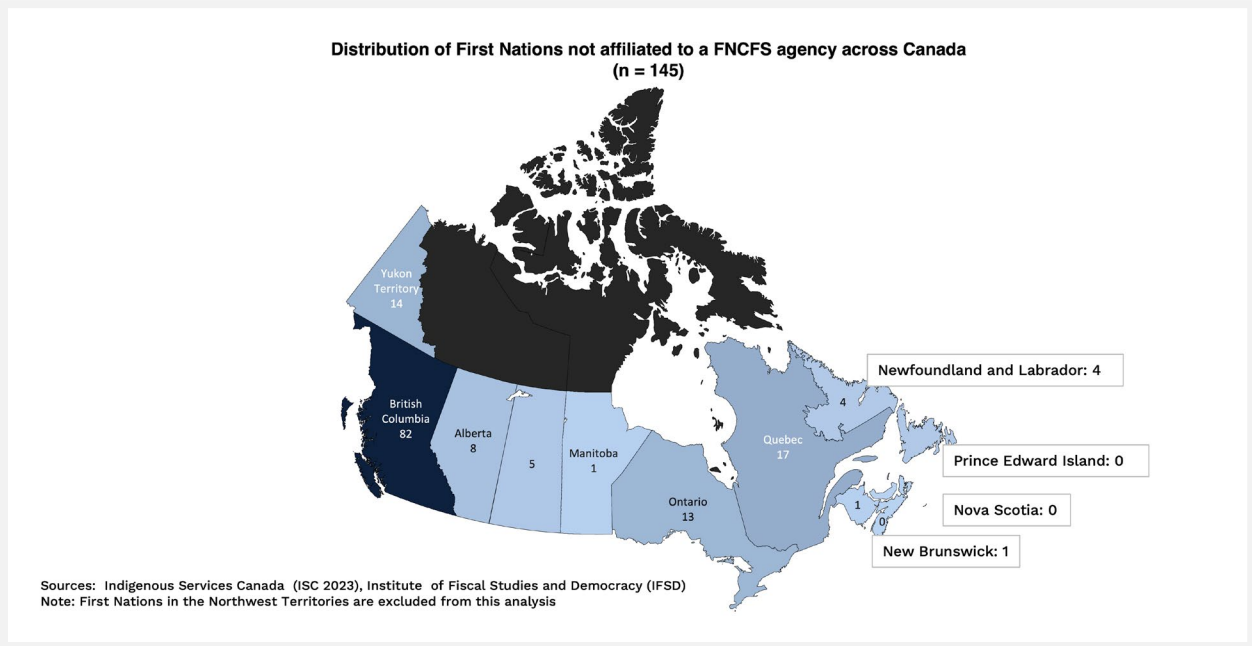 Distribution of First Nations not affiliated to a FNCFS agency across Canada
(n = 145)
Yukon
Territory
14
British
Columbia
82
Alberta
8
5
Manitoba
1
Ontario
13
Quebec
17
4
Newfoundland and Labrador: 4
Prince Edward Island: 0
1
0
Nova Scotia: 0
New Brunswick: 1
Sources:  Indigenous Services Canada  (ISC 2023), Institute  of Fiscal Studies and Democracy (IFSD)
Note: First Nations in the Northwest Territories are excluded from this analysis